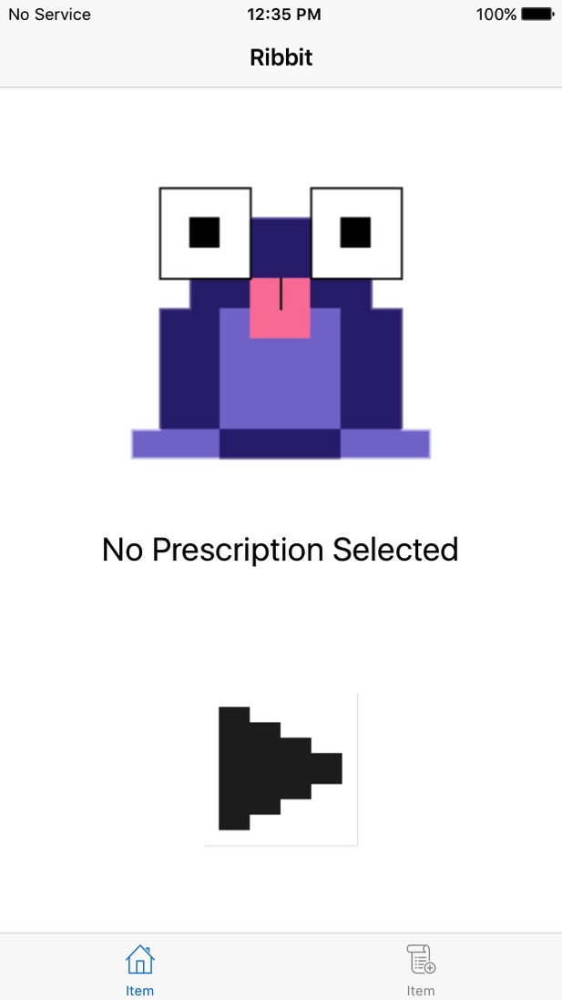 No Service 12:35 PM 100%
Ribbit
No Prescription Selected
Item Item